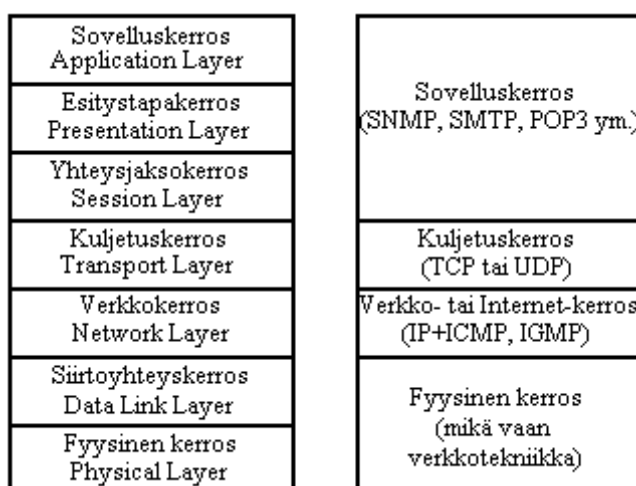 Sovelluskerros
Application Layer
Esitystapakerros
Presentation Layer
Yhteysjaksokerros
Session Layer
Kuljetuskerros
Transport Layer
Verkkokerros
Network Layer
Siirtoyhteyskerros
Data Link Layer
Fyysinen kerros
Physical Layer
Sovelluskerros
(SNMP, SMTP, POP3 ym.)
Kuljetuskerros
(TCP tai UDP)
Verkko- tai Internet-kerros
(IP+ICMP, IGMP)
Fyysinen kerros
(mikä vaan
verkkotekniikka)